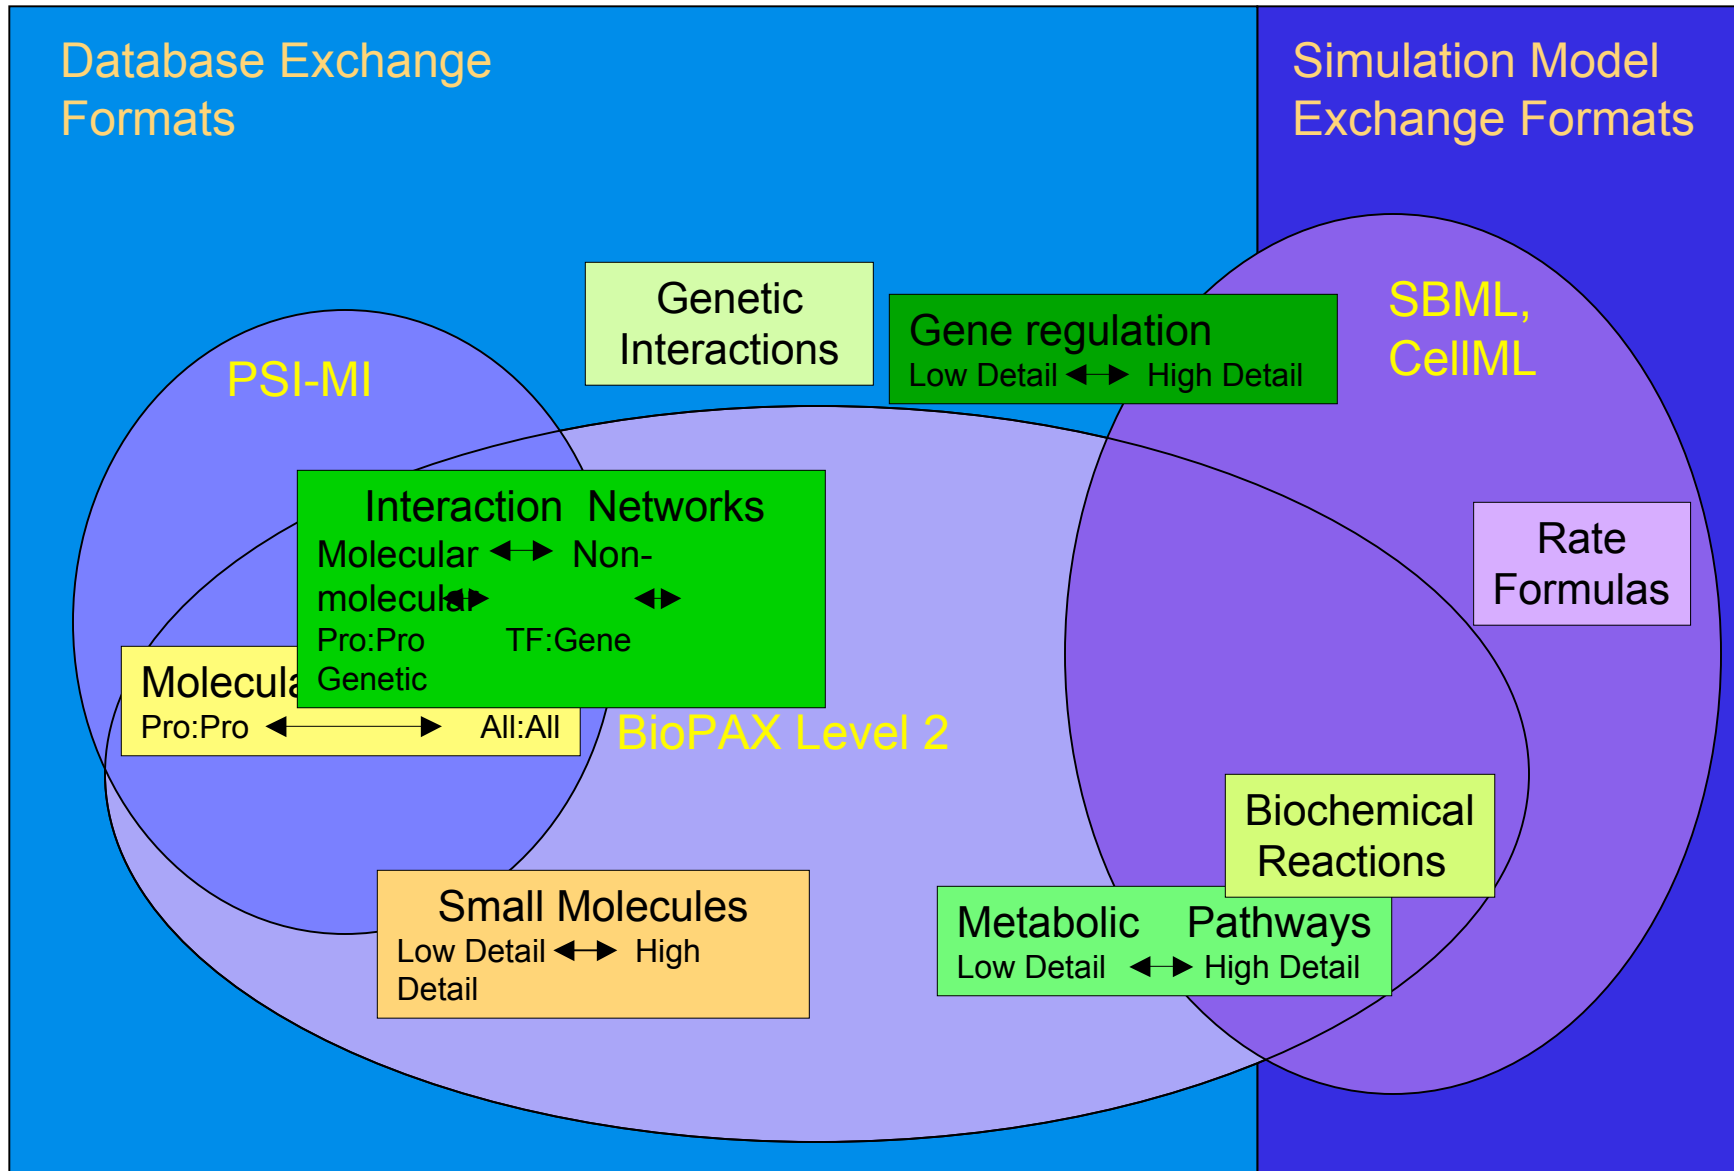 Database Exchange
Formats
Simulation Model
Exchange Formats
Genetic
Interactions
Gene regulation
Low Detail High Detail
SBML,
CellML
PSI-MI
Interaction Networks
Molecular Non-
molecular
Pro:Pro TF:Gene
Genetic
Rate
Formulas
Pro:Pro All:All
BioPAX Level 2
Biochemical
Reactions
Small Molecules
Low Detail High
Detail
Metabolic Pathways
Low Detail High Detail